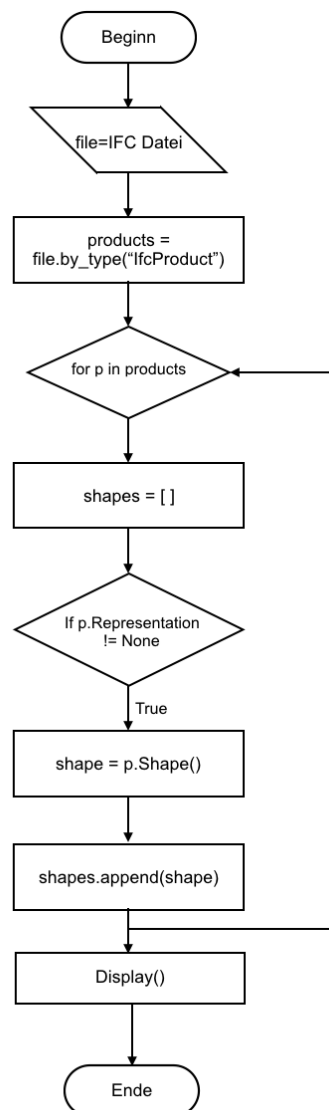 Beginn
file=IFC Datei
products =
file.by_type(“IfcProduct”)
for p in products
shapes = [ ]
If p.Representation
!= None
True
shape = p.Shape()
shapes.append(shape)
Display()
Ende